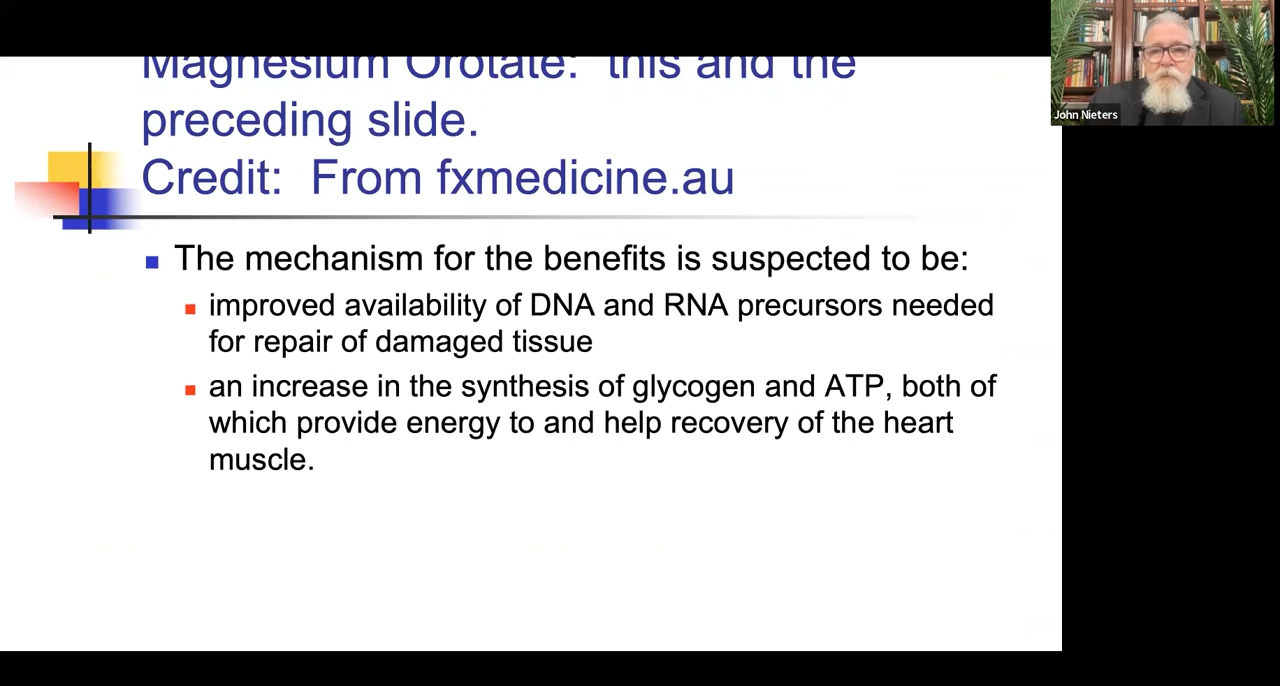 Magnesium Orotate: this and the
preceding slide.
Credit: From fxmedicine.au
The mechanism for the benefits is suspected to be:
improved availability of DNA and RNA precursors needed
for repair of damaged tissue
an increase in the synthesis of glycogen and ATP, both of
which provide energy to and help recovery of the heart
muscle.
John Nieters